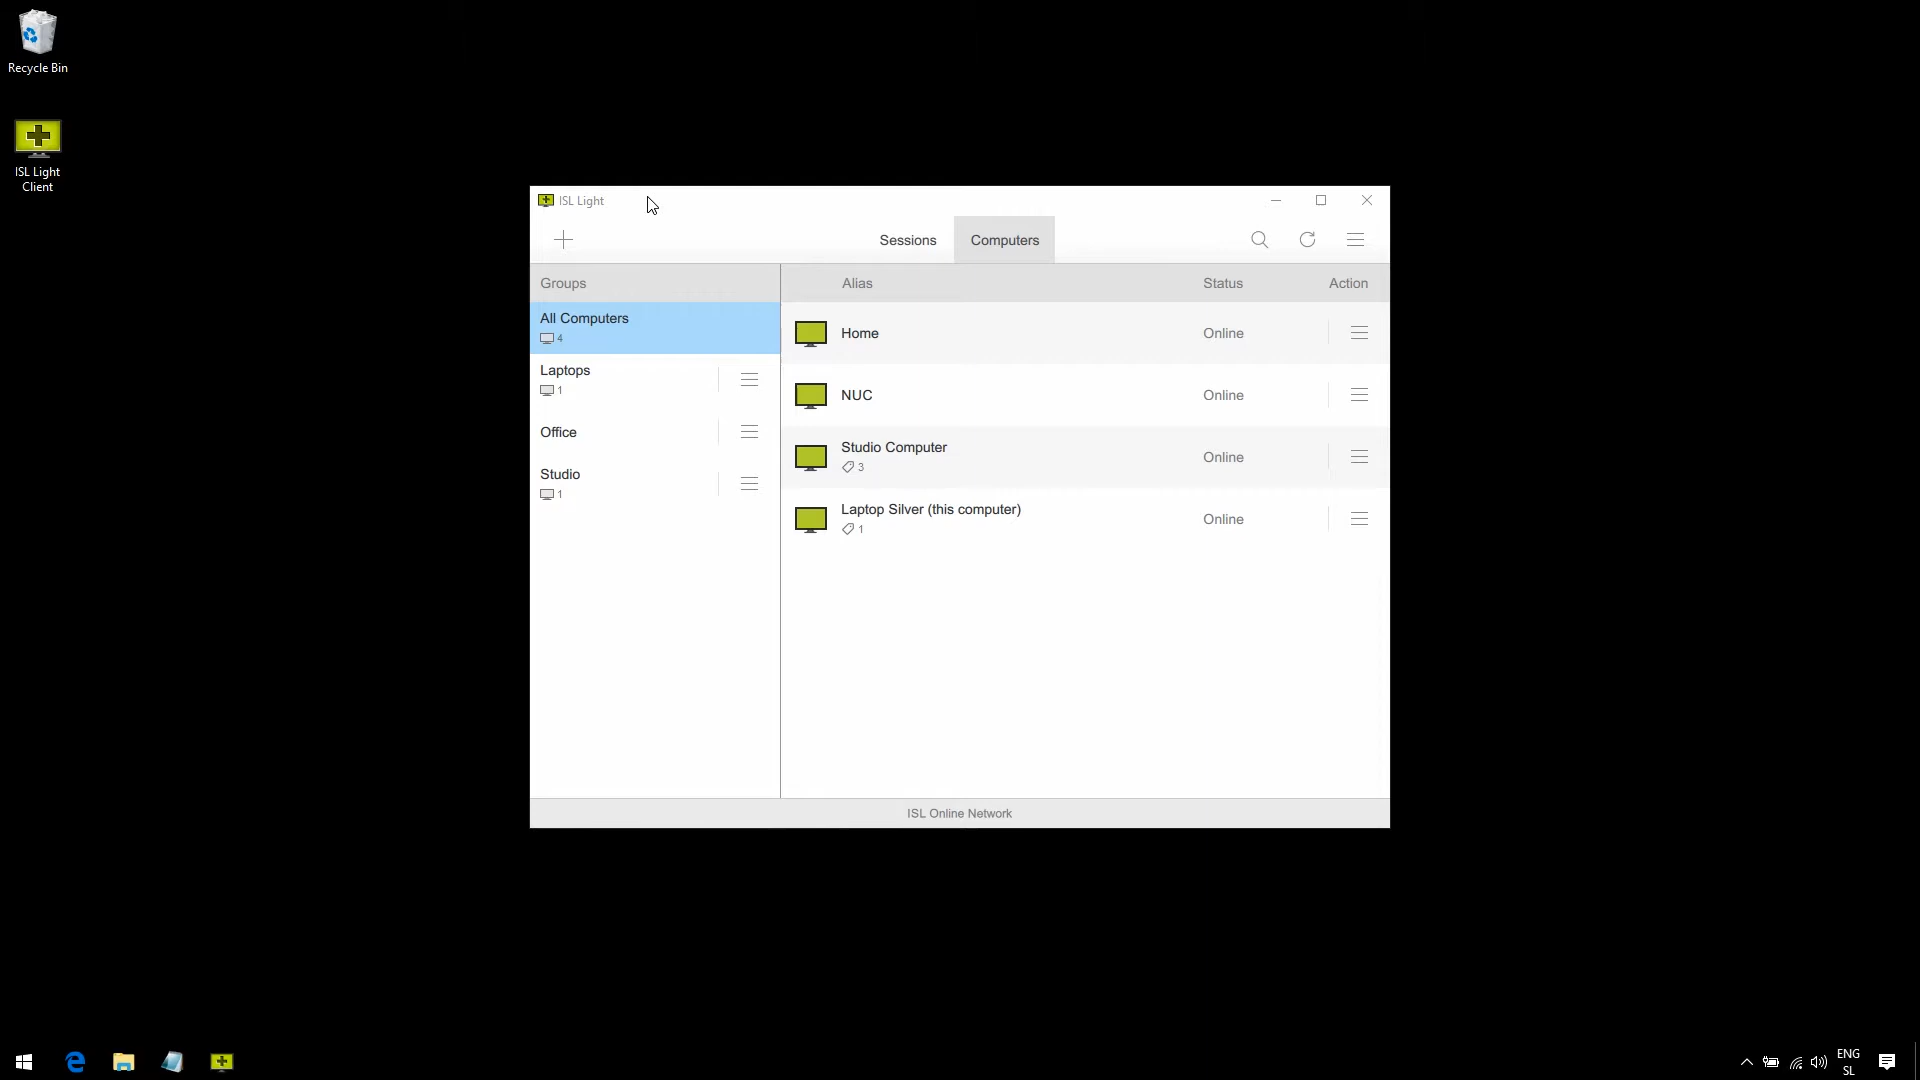 Recycle Bin
ISL Light
Client
ISL Light
Sessions
Computers
Groups
Alias
Status
Action
All Computers
4
Laptops
1
Office
Studio
1
Home
Online
NUC
Online
Studio Computer
3
Online
Laptop Silver (this computer)
1
Online
ISL Online Network
ENG
SL